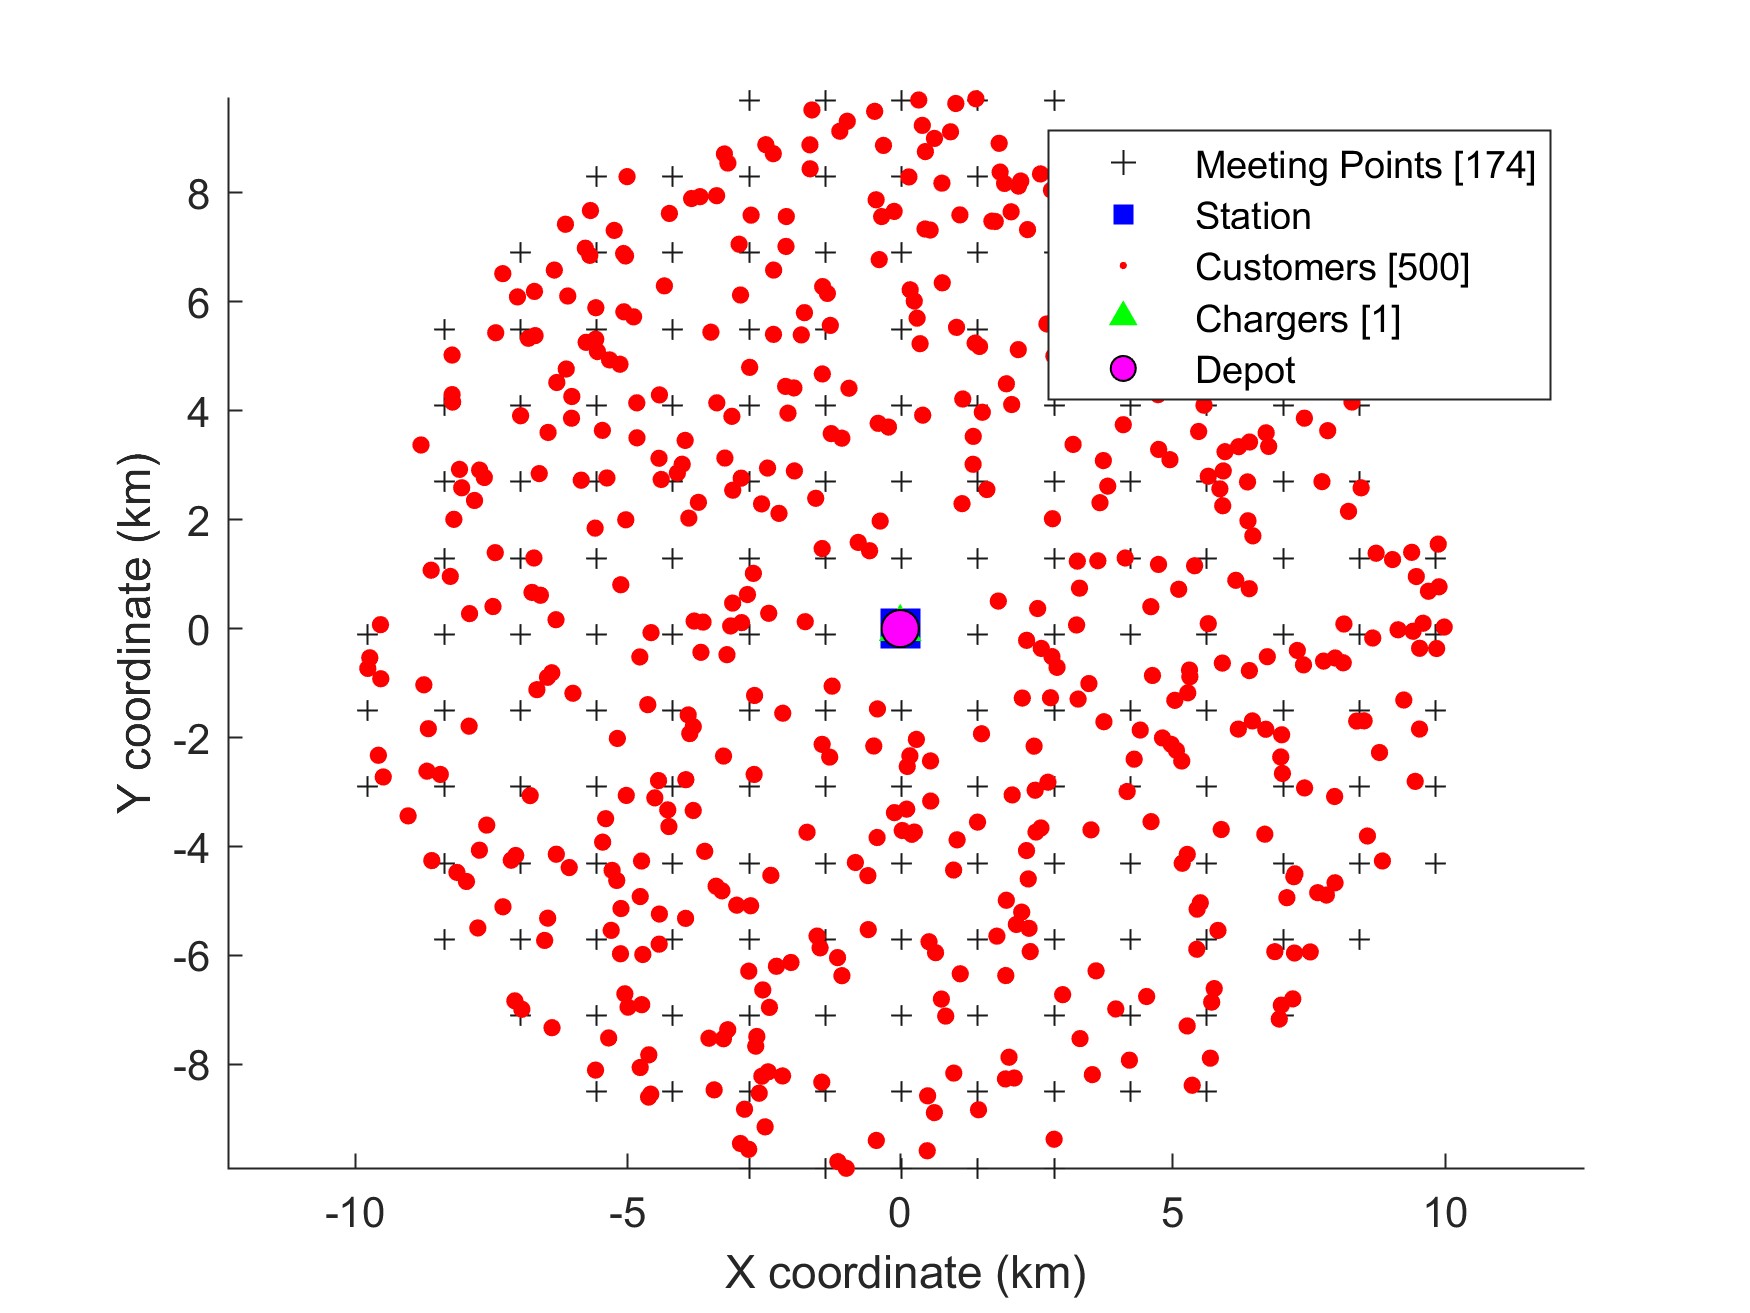 Meeting Points [174]
Station
Customers [500]
Chargers [1]
Depot
8
6
4
2
0
-2
-4
-6
-8
Y coordinate (km)
-10 -5 0 5 10
X coordinate (km)